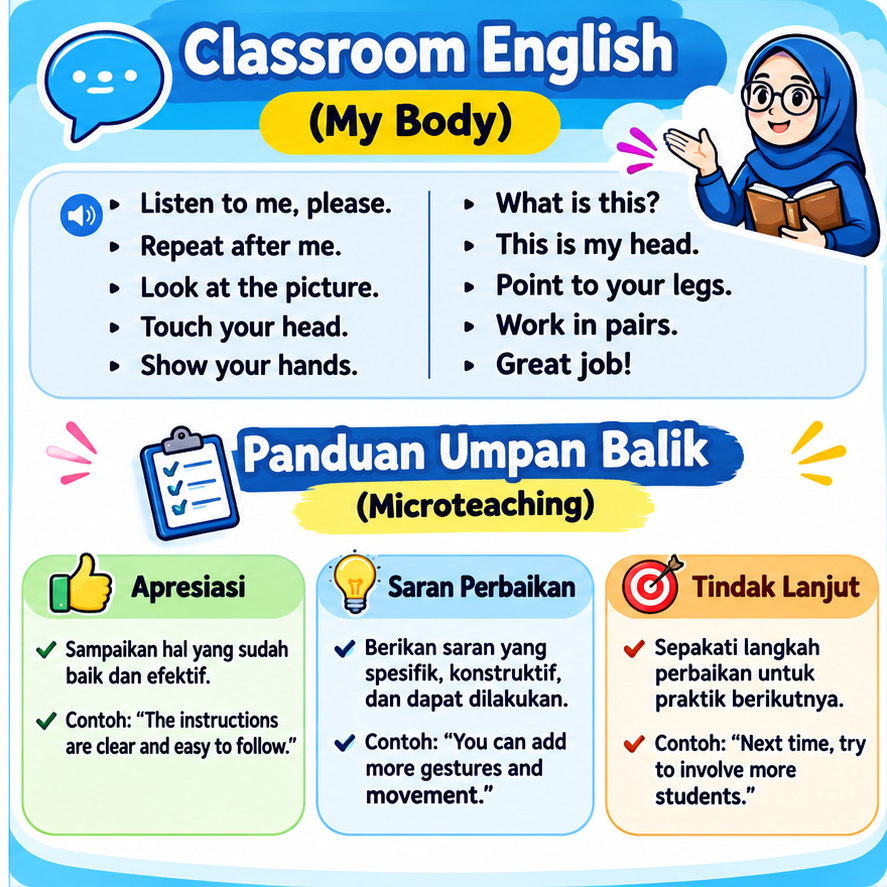 Classroom English
(My Body)
Listen to me, please.
Repeat after me.
Look at the picture.
Touch your head.
Show your hands.
What is this?
This is my head.
Point to your legs.
Work in pairs.
Great job!
Panduan Umpan Balik
(Microteaching)
Apresiasi
Sampaikan hal yang sudah
baik dan efektif.
Contoh: “The instructions
are clear and easy to follow.”
Saran Perbaikan
Berikan saran yang
spesifik, konstruktif,
dan dapat dilakukan.
Contoh: “You can add
more gestures and
movement.”
Tindak Lanjut
Sepakati langkah
perbaikan untuk
praktik berikutnya.
Contoh: “Next time, try
to involve more
students.”